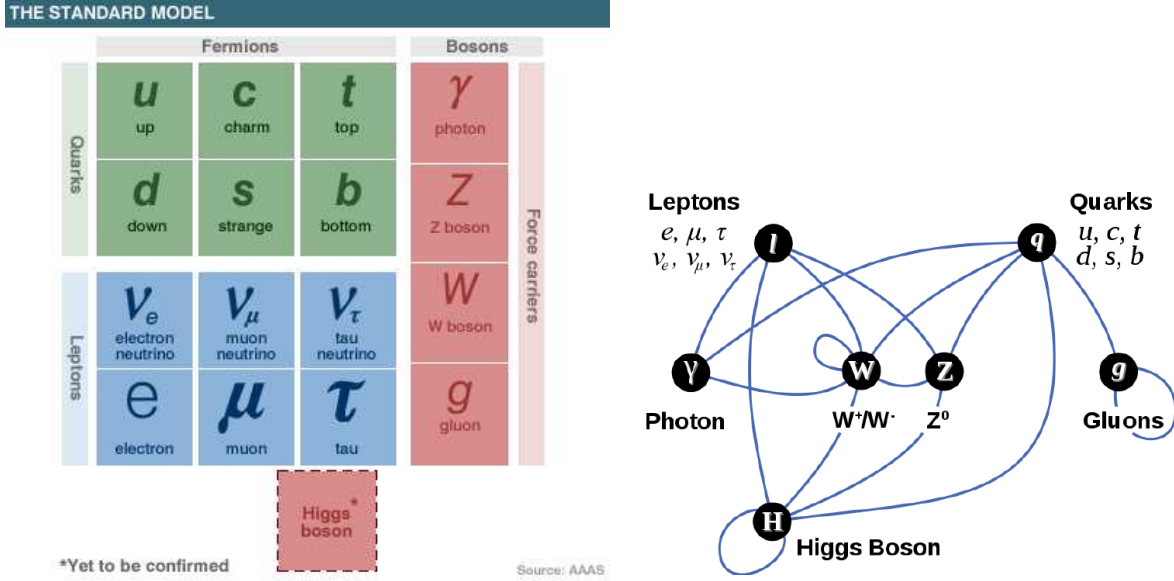 THE STANDARD MODEL
Fermions
Bosons
Quarks
u
up
c
charm
t
top
γ
photon
d
down
s
strange
b
bottom
Z
Z boson
Force carriers
Leptons
νe
electron
neutrino
νμ
muon
neutrino
ντ
tau
neutrino
W
W boson
e
electron
μ
muon
τ
tau
g
gluon
Higgs*
boson
*Yet to be confirmed
Source: AAAS
Leptons
e, μ, τ
νe, νμ, ντ
l
q
Quarks
u, c, t
d, s, b
γ
W
Z
g
Photon
W+/W-
Z0
Gluons
H
Higgs Boson